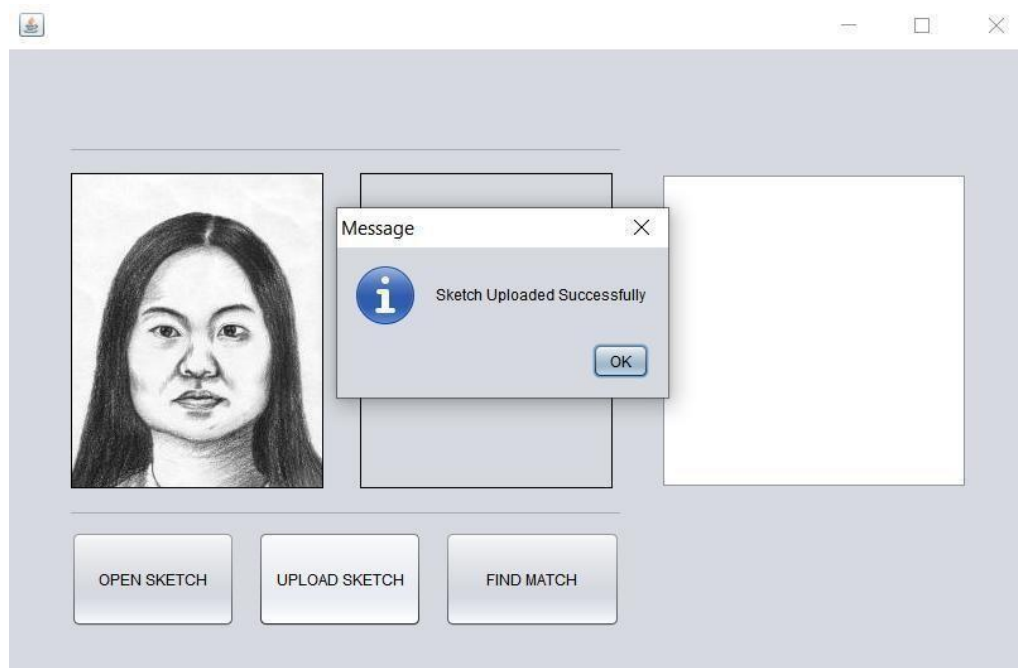 Message
Sketch Uploaded Successfully
OK
OPEN SKETCH
UPLOAD SKETCH
FIND MATCH